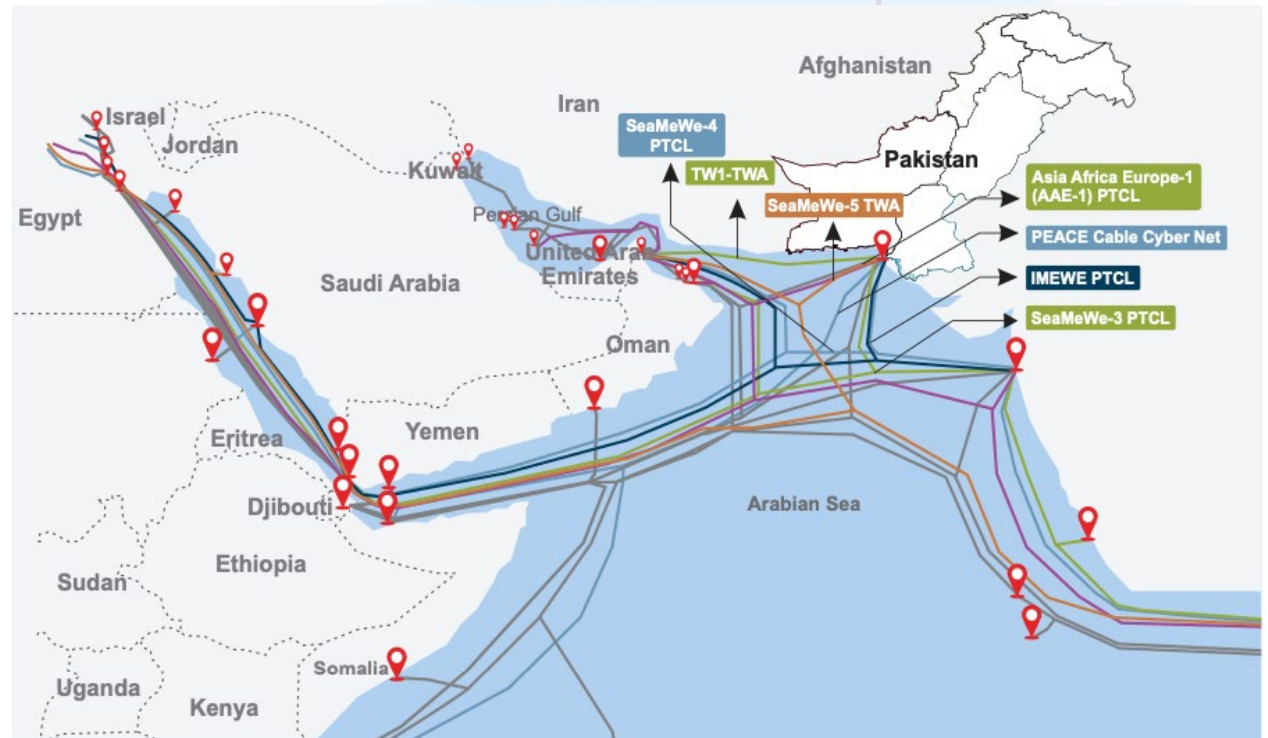 Afghanistan
Iran
Israel
Jordan
SeaMeWe-4
PTCL
Kuwait
TW1-TWA
Pakistan
Asia Africa Europe-1
(AAE-1) PTCL
Egypt
Persian Gulf
SeaMeWe-5 TWA
PEACE Cable Cyber Net
United Arab
Emirates
Saudi Arabia
IMEWE PTCL
SeaMeWe-3 PTCL
Oman
Eritrea
Yemen
Djibouti
Arabian Sea
Ethiopia
Sudan
Somalia
Uganda
Kenya